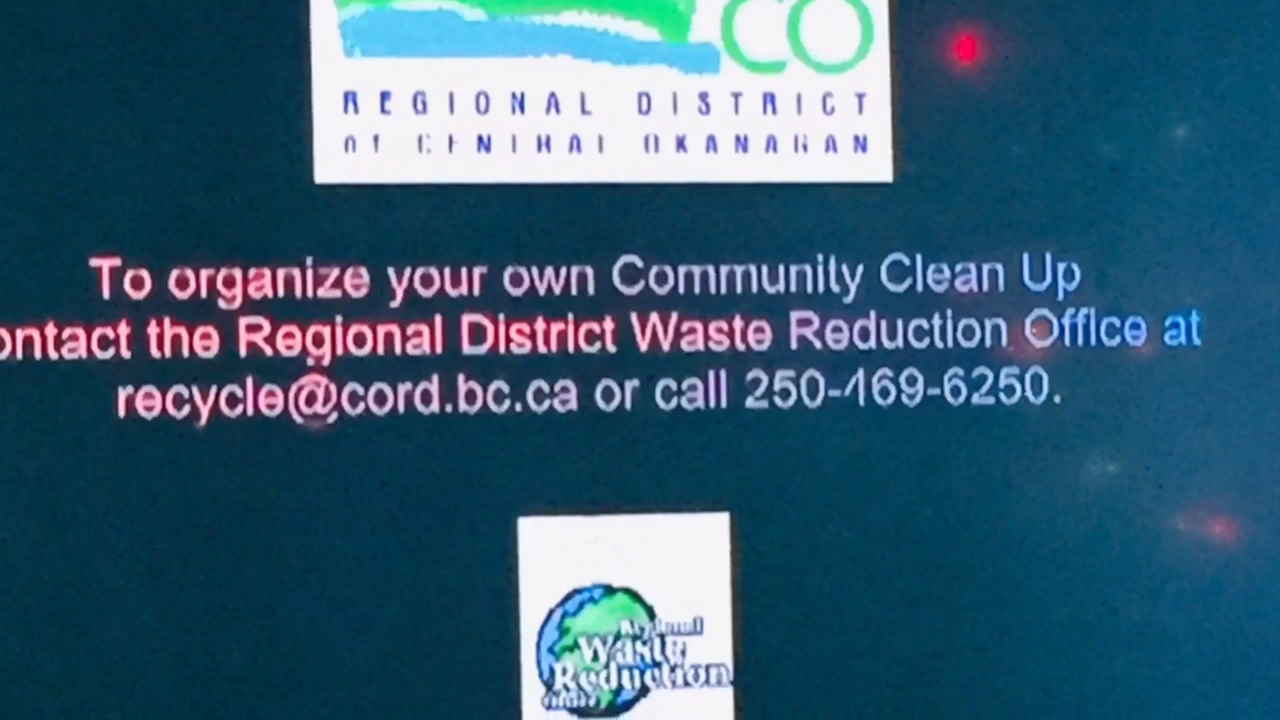 CO
REGIONAL DISTRICT
of CENTRAL OKANAGAN
To organize your own Community Clean Up
ontact the Regional District Waste Reduction Office at
recycle@cord.bc.ca or call 250-469-6250.
Regional
Waste
Reduction
Office